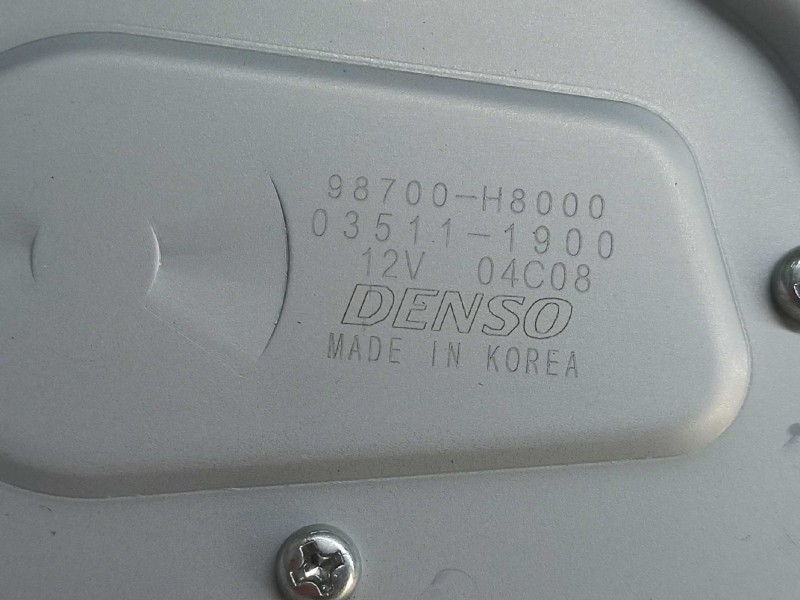 98700-H8000
03511-1900
12V 04C08
DENSO
MADE IN KOREA